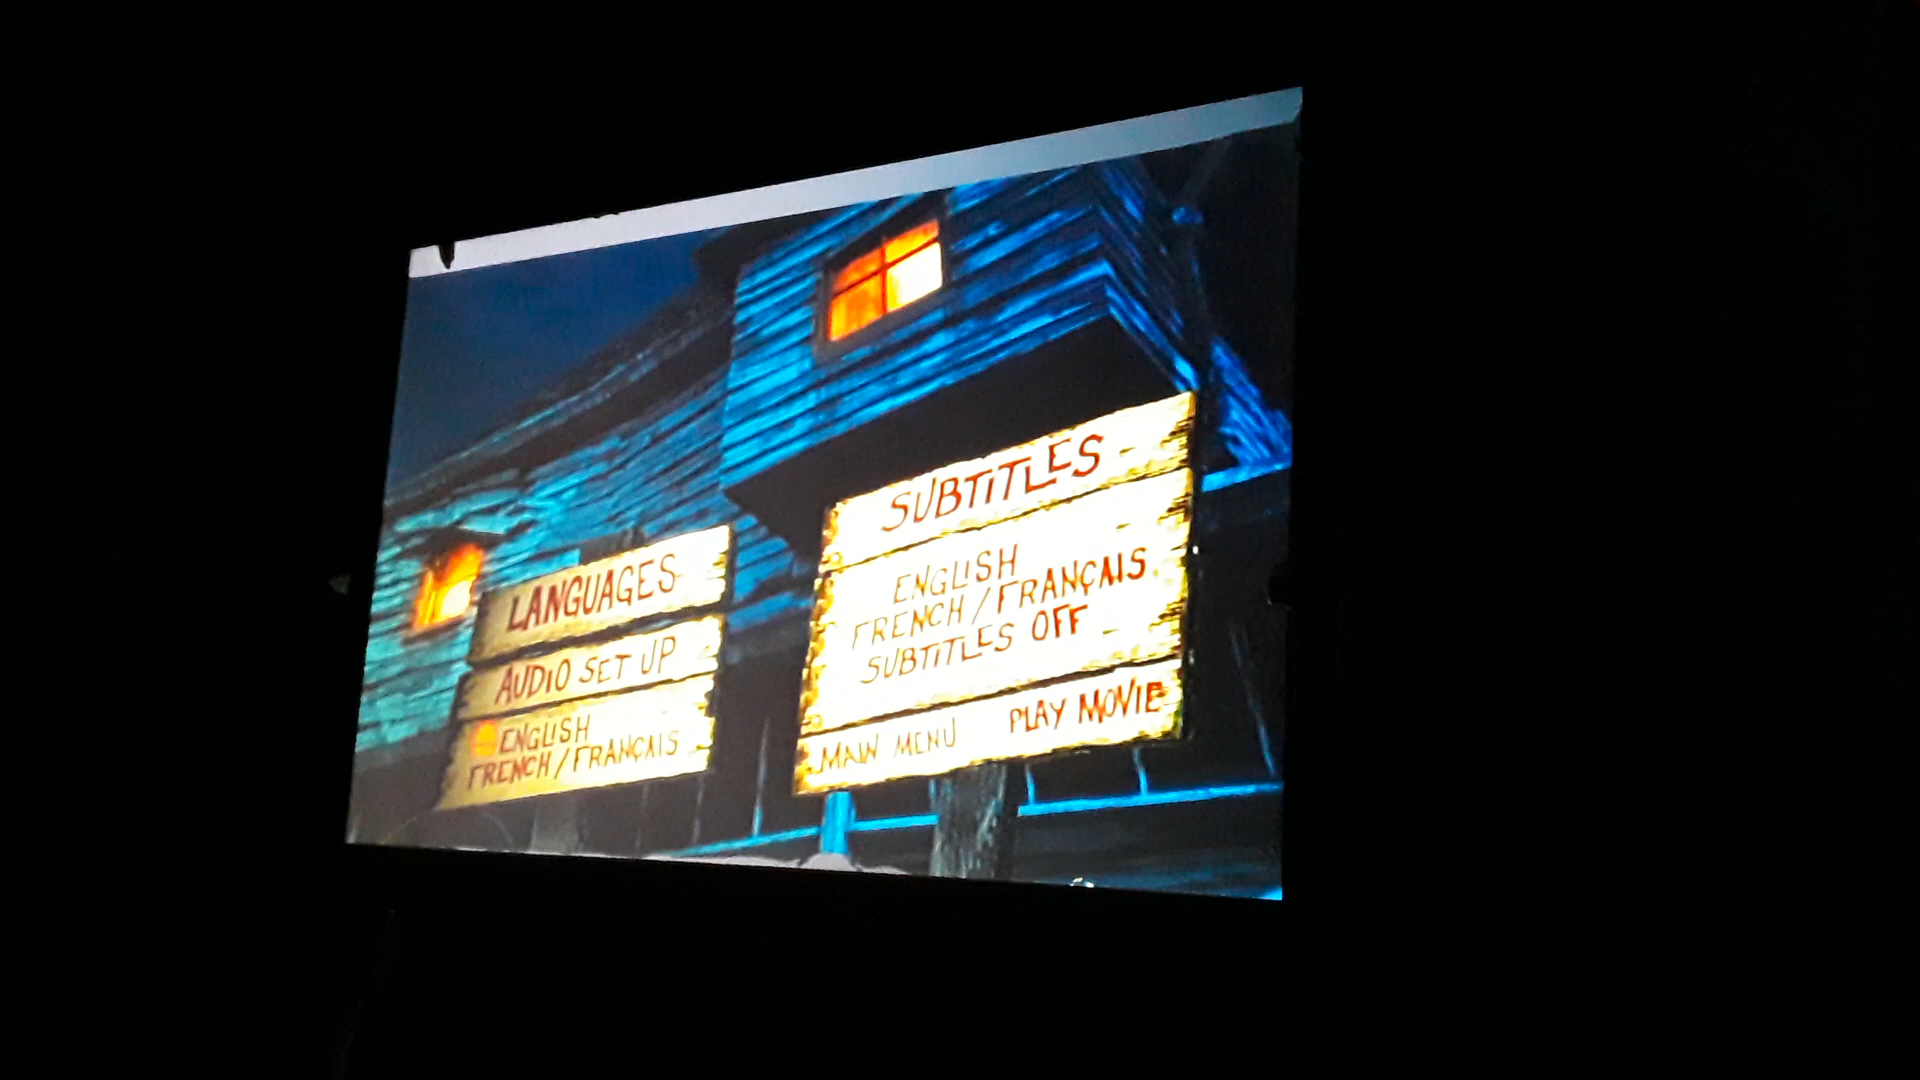 LANGUAGES
AUDIO SET UP
ENGLISH
FRENCH / FRANÇAIS
SUBTITLES
ENGLISH
FRENCH / FRANÇAIS
SUBTITLES OFF
MAIN MENU PLAY MOVIE